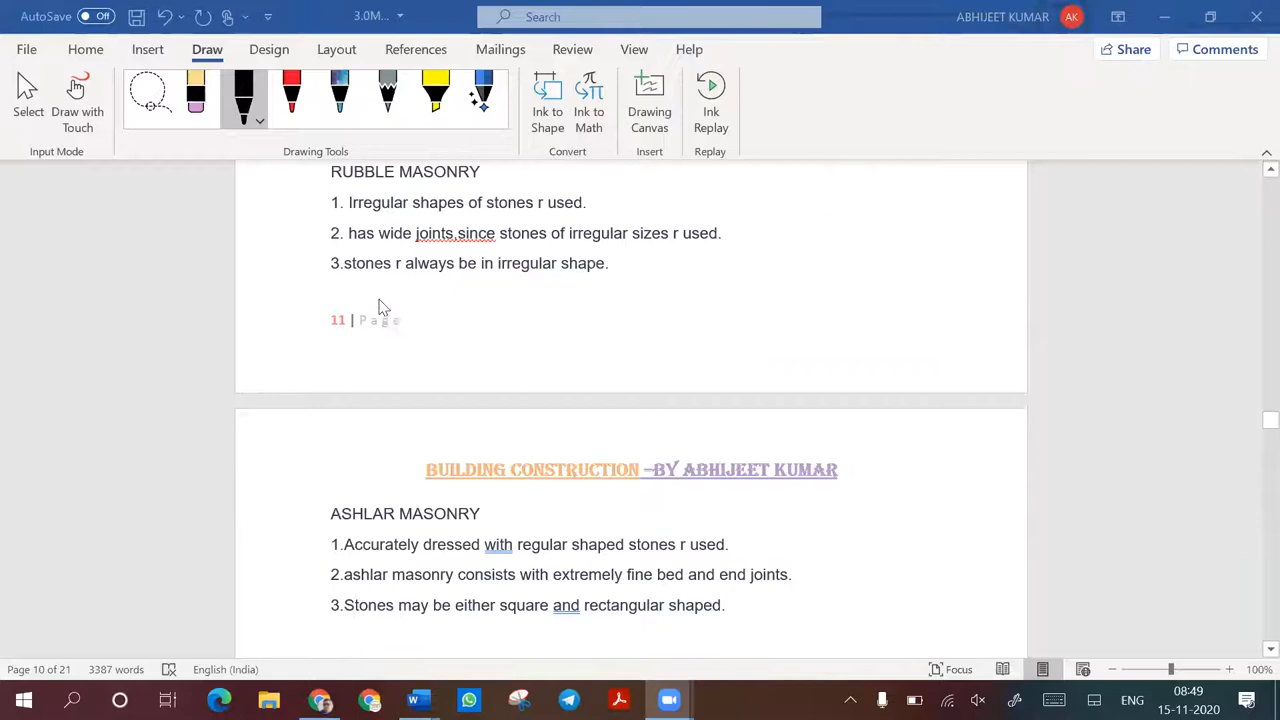 AutoSave Off 3.0M... Search ABHIJEET KUMAR AK
File Home Insert Draw Design Layout References Mailings Review View Help Share Comments
Select Draw with Touch Ink to Shape Ink to Math Drawing Canvas Ink Replay
Input Mode Drawing Tools Convert Insert Replay
RUBBLE MASONRY
1. Irregular shapes of stones r used.
2. has wide joints,since stones of irregular sizes r used.
3.stones r always be in irregular shape.
11 | Page
BUILDING CONSTRUCTION –BY ABHIJEET KUMAR
ASHLAR MASONRY
1.Accurately dressed with regular shaped stones r used.
2.ashlar masonry consists with extremely fine bed and end joints.
3.Stones may be either square and rectangular shaped.
Page 10 of 21 3387 words English (India) Focus 100%
ENG 08:49
15-11-2020